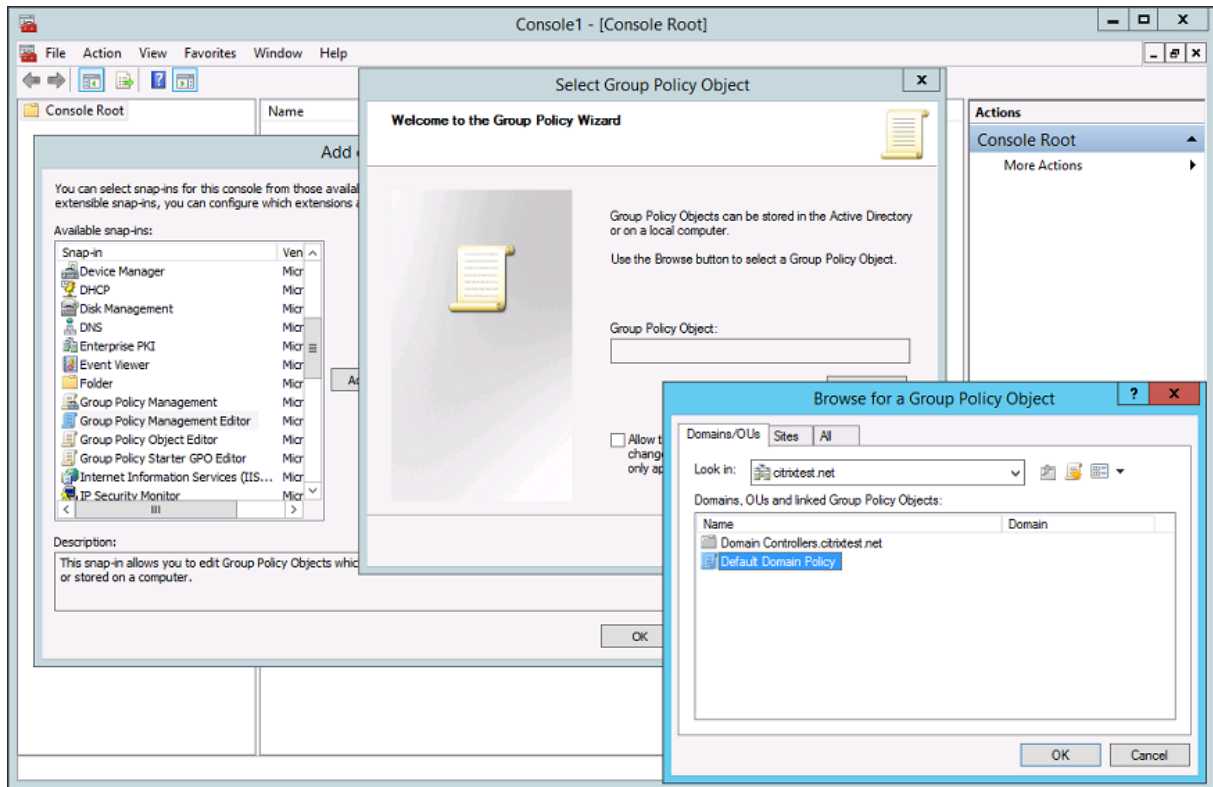 Console1 - [Console Root]
File Action View Favorites Window Help
Console Root
Name
Actions
Console Root
More Actions
Add
You can select snap-ins for this console from those availal
extensible snap-ins, you can configure which extensions a
Available snap-ins:
Snap-in Ven
Device Manager Micr
DHCP Micr
Disk Management Micr
DNS Micr
Enterprise PKI Micr
Event Viewer Micr
Folder Micr
Group Policy Management Micr
Group Policy Management Editor Micr
Group Policy Object Editor Micr
Group Policy Starter GPO Editor Micr
Internet Information Services (IIS... Micr
IP Security Monitor Micr
Ad
Description:
This snap-in allows you to edit Group Policy Objects whic
or stored on a computer.
OK
Select Group Policy Object
Welcome to the Group Policy Wizard
Group Policy Objects can be stored in the Active Directory
or on a local computer.
Use the Browse button to select a Group Policy Object.
Group Policy Object:
Allow t
change
only ap
Browse for a Group Policy Object
Domains/OUs Sites All
Look in: citrixtest.net
Domains, OUs and linked Group Policy Objects:
Name Domain
Domain Controllers.citrixtest.net
Default Domain Policy
OK Cancel